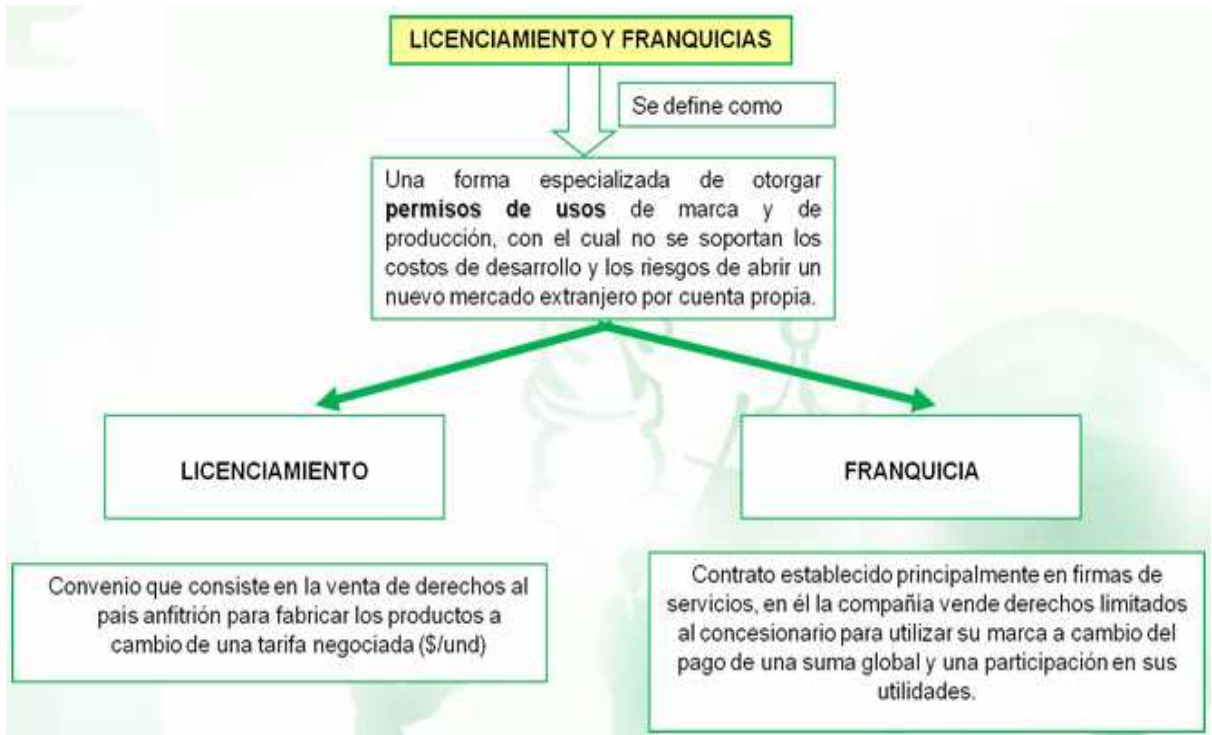 LICENCIAMIENTO Y FRANQUICIAS
Se define como
Una forma especializada de otorgar
permisos de usos de marca y de
producción, con el cual no se soportan los
costos de desarrollo y los riesgos de abrir un
nuevo mercado extranjero por cuenta propia.
LICENCIAMIENTO
FRANQUICIA
Convenio que consiste en la venta de derechos al
pais anfitrión para fabricar los productos a
cambio de una tarifa negociada ($/und)
Contrato establecido principalmente en firmas de
servicios, en él la compañia vende derechos limitados
al concesionario para utilizar su marca a cambio del
pago de una suma global y una participación en sus
utilidades.